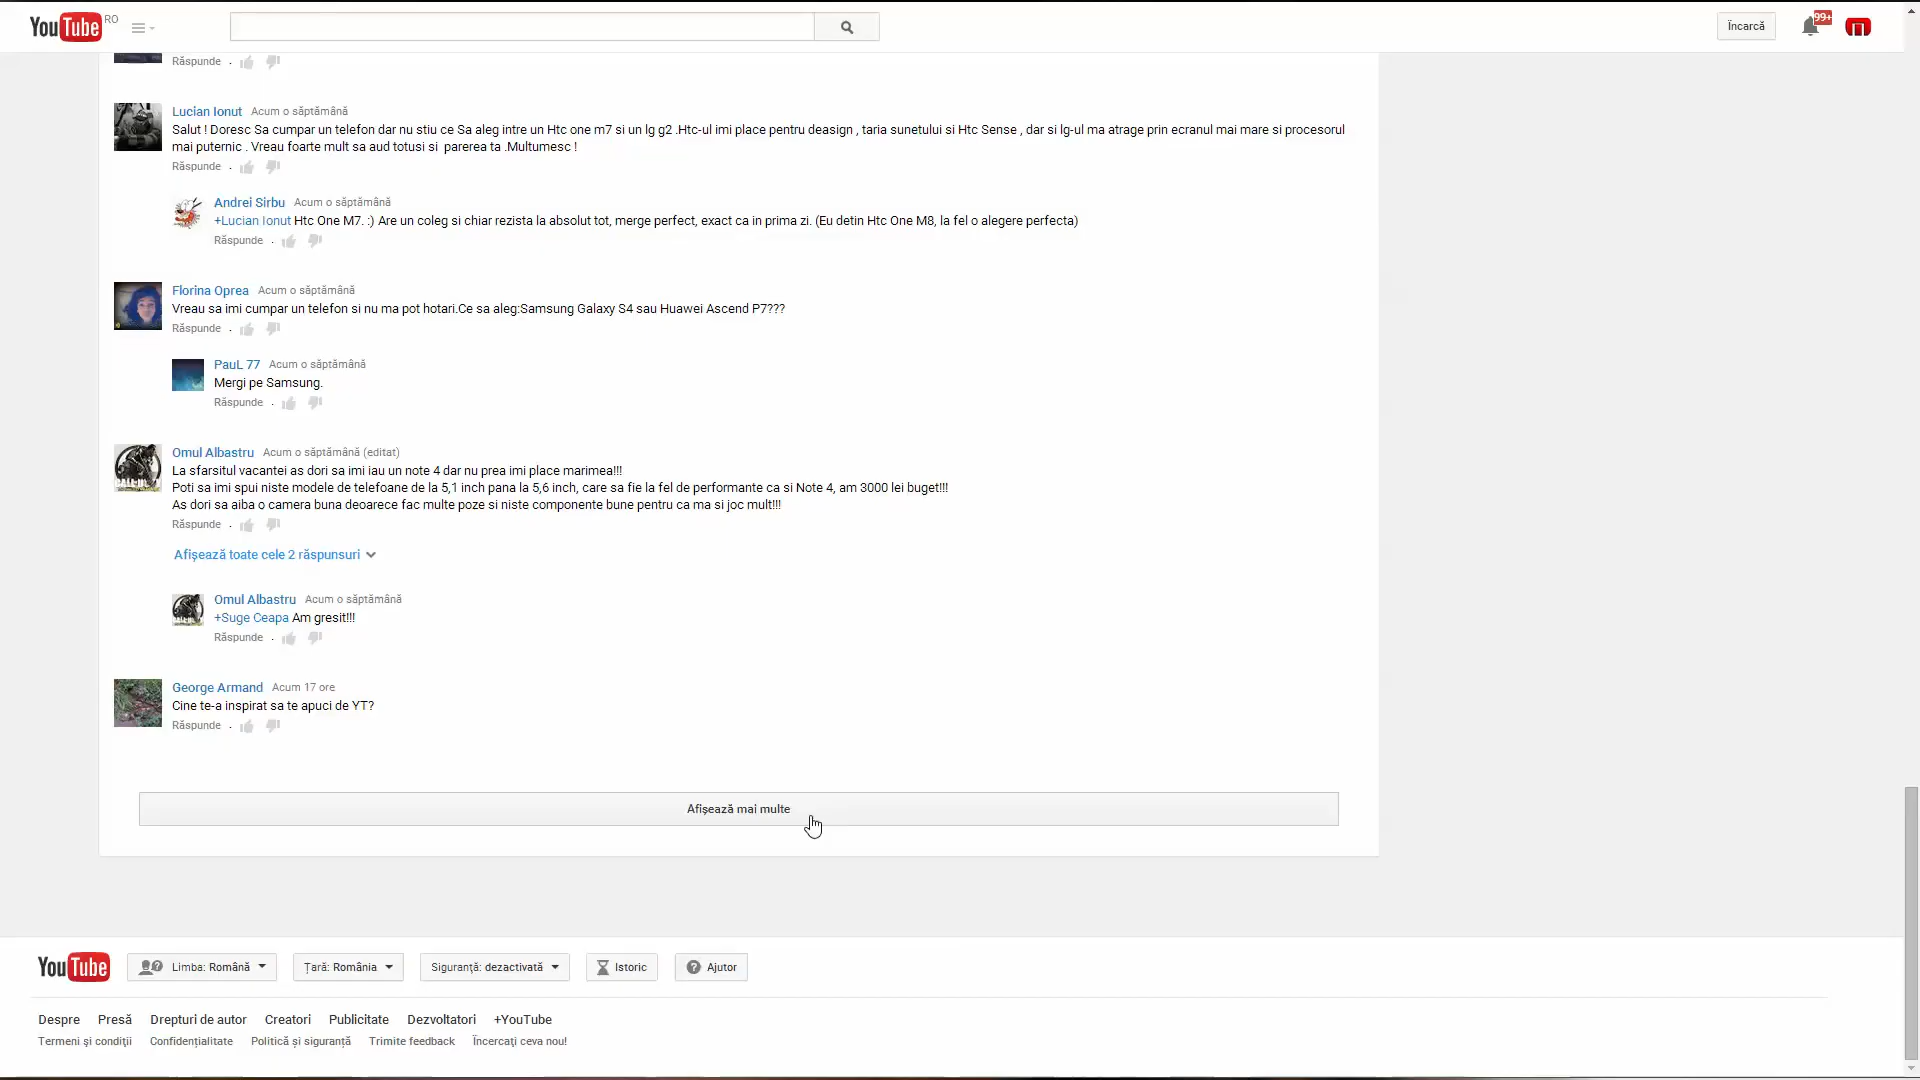 YouTube RO
Încarcă
99+
Răspunde .
Lucian Ionut Acum o săptămână
Salut ! Doresc Sa cumpar un telefon dar nu stiu ce Sa aleg intre un Htc one m7 si un lg g2 .Htc-ul imi place pentru deasign , taria sunetului si Htc Sense , dar si lg-ul ma atrage prin ecranul mai mare si procesorul
mai puternic . Vreau foarte mult sa aud totusi si parerea ta .Multumesc !
Răspunde .
Andrei Sirbu Acum o săptămână
+Lucian Ionut Htc One M7. :) Are un coleg si chiar rezista la absolut tot, merge perfect, exact ca in prima zi. (Eu detin Htc One M8, la fel o alegere perfecta)
Răspunde .
Florina Oprea Acum o săptămână
Vreau sa imi cumpar un telefon si nu ma pot hotari.Ce sa aleg:Samsung Galaxy S4 sau Huawei Ascend P7???
Răspunde .
PauL 77 Acum o săptămână
Mergi pe Samsung.
Răspunde .
Omul Albastru Acum o săptămână (editat)
La sfarsitul vacantei as dori sa imi iau un note 4 dar nu prea imi place marimea!!!
Poti sa imi spui niste modele de telefoane de la 5,1 inch pana la 5,6 inch, care sa fie la fel de performante ca si Note 4, am 3000 lei buget!!!
As dori sa aiba o camera buna deoarece fac multe poze si niste componente bune pentru ca ma si joc mult!!!
Răspunde .
Afișează toate cele 2 răspunsuri
Omul Albastru Acum o săptămână
+Suge Ceapa Am gresit!!!
Răspunde .
George Armand Acum 17 ore
Cine te-a inspirat sa te apuci de YT?
Răspunde .
Afișează mai multe
YouTube Limba: Română Țară: România Siguranță: dezactivată Istoric Ajutor
Despre Presă Drepturi de autor Creatori Publicitate Dezvoltatori +YouTube
Termeni și condiții Confidențialitate Politică și siguranță Trimite feedback Încercați ceva nou!